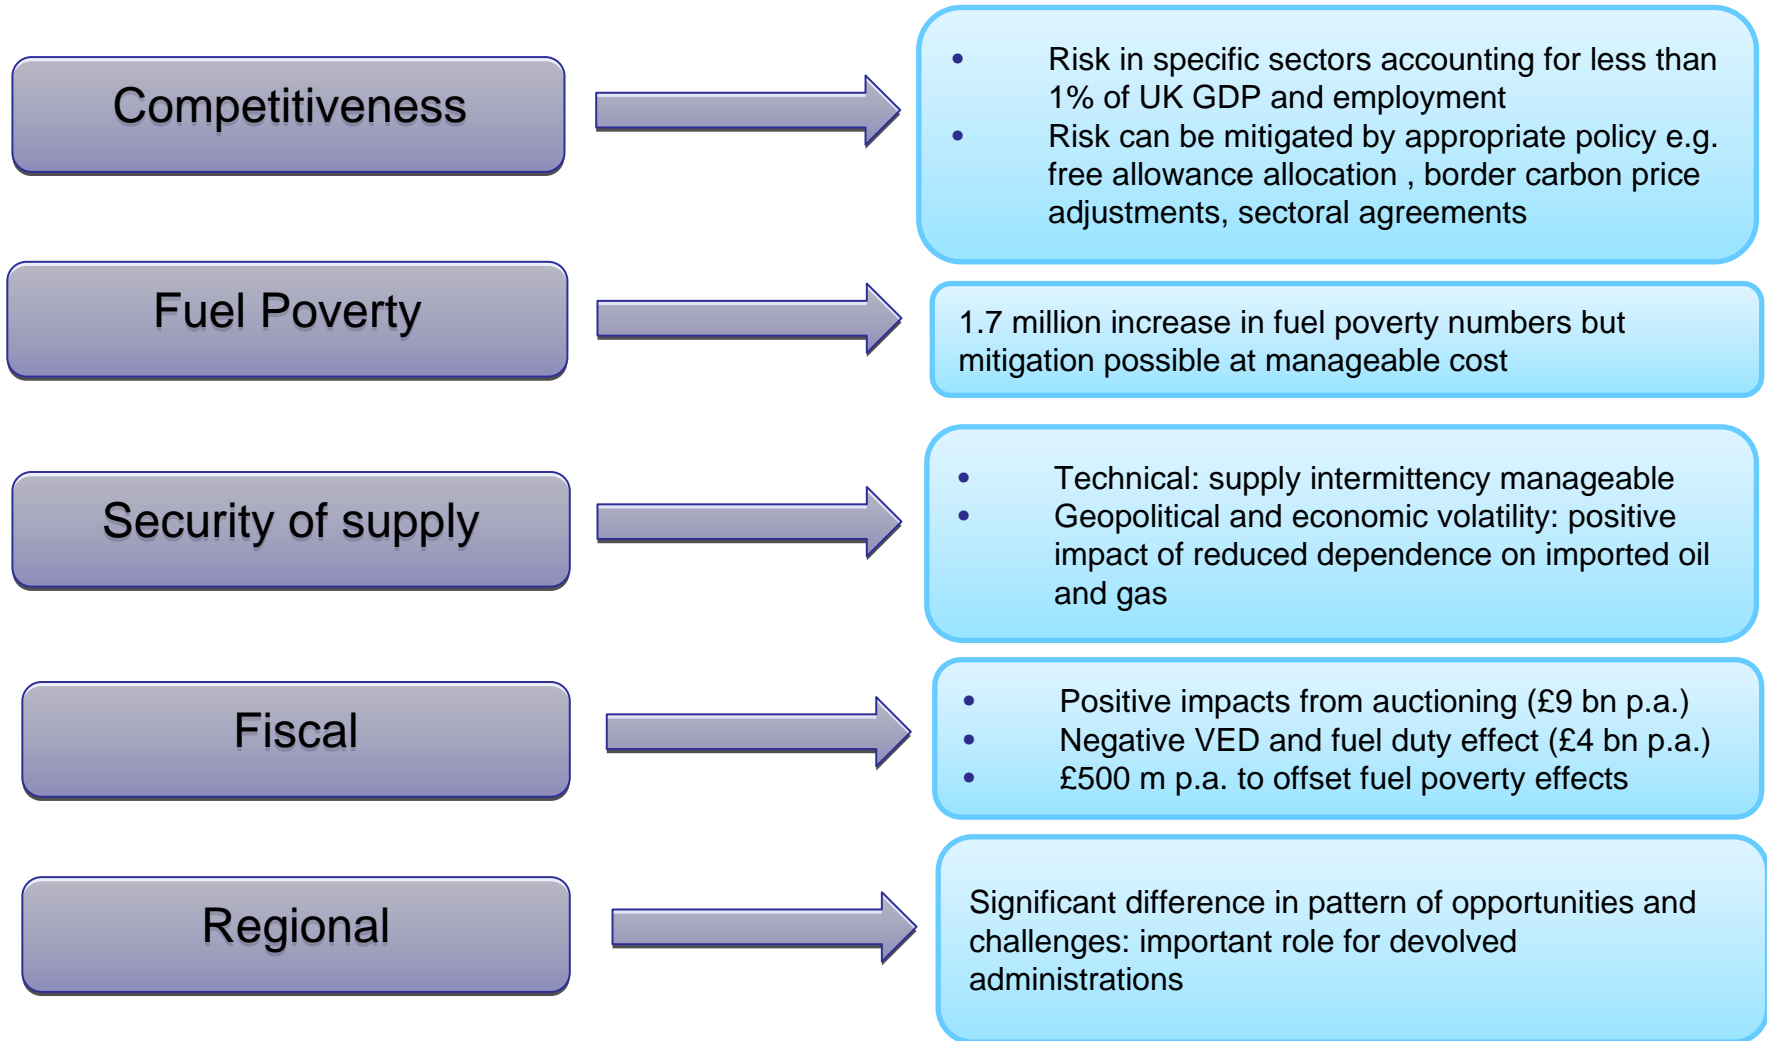 Competitiveness
• Risk in specific sectors accounting for less than
1% of UK GDP and employment
• Risk can be mitigated by appropriate policy e.g.
free allowance allocation , border carbon price
adjustments, sectoral agreements
Fuel Poverty
1.7 million increase in fuel poverty numbers but
mitigation possible at manageable cost
Security of supply
• Technical: supply intermittency manageable
• Geopolitical and economic volatility: positive
impact of reduced dependence on imported oil
and gas
Fiscal
• Positive impacts from auctioning (£9 bn p.a.)
• Negative VED and fuel duty effect (£4 bn p.a.)
• £500 m p.a. to offset fuel poverty effects
Regional
Significant difference in pattern of opportunities and
challenges: important role for devolved
administrations